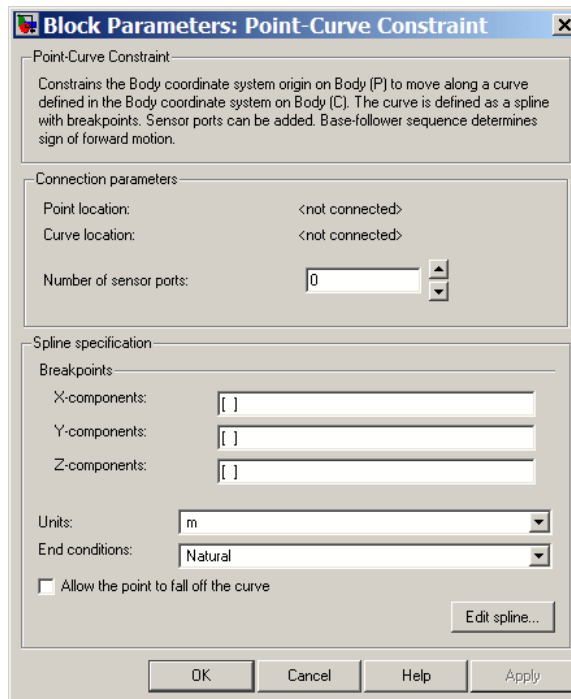 Block Parameters: Point-Curve Constraint
Point-Curve Constraint
Constrains the Body coordinate system origin on Body (P) to move along a curve
defined in the Body coordinate system on Body (C). The curve is defined as a spline
with breakpoints. Sensor ports can be added. Base-follower sequence determines
sign of forward motion.
Connection parameters
Point location: <not connected>
Curve location: <not connected>
Number of sensor ports: 0
Spline specification
Breakpoints
X-components: [ ]
Y-components: [ ]
Z-components: [ ]
Units: m
End conditions: Natural
Allow the point to fall off the curve
Edit spline...
OK Cancel Help Apply